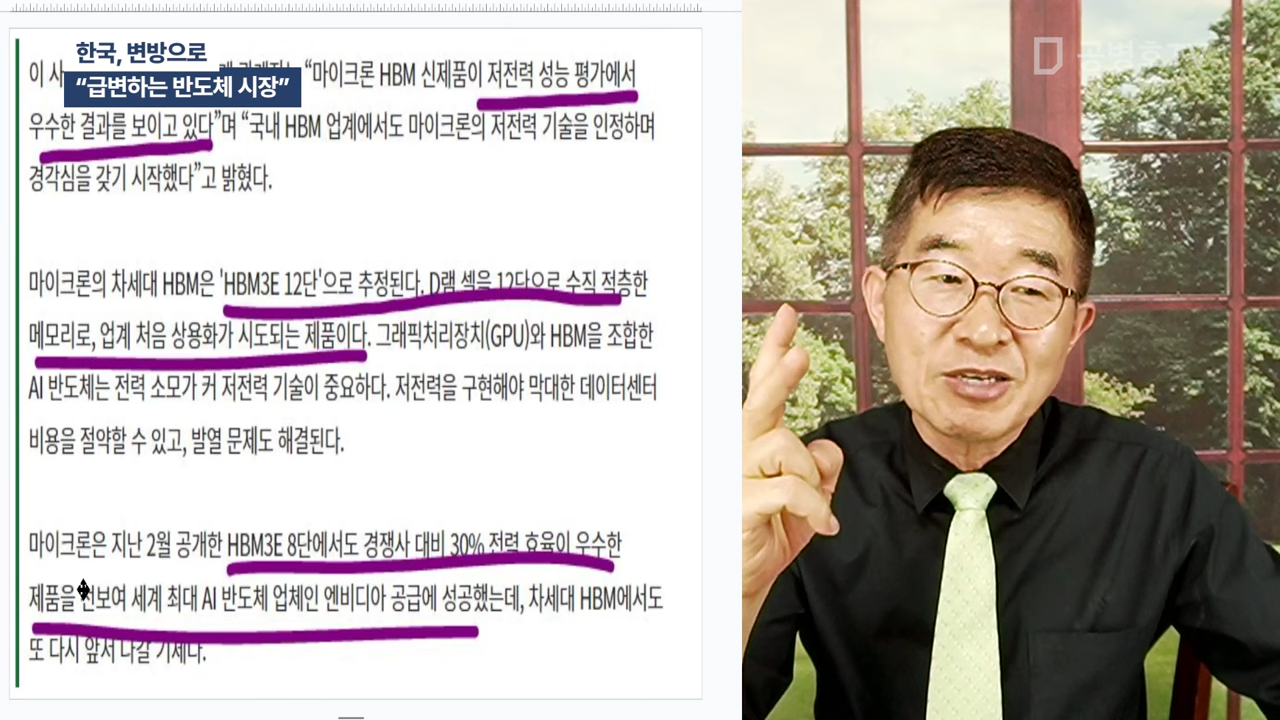 한국, 변방으로
“급변하는 반도체 시장”
이 사 “마이크론 HBM 신제품이 저전력 성능 평가에서
우수한 결과를 보이고 있다”며 “국내 HBM 업계에서도 마이크론의 저전력 기술을 인정하며
경각심을 갖기 시작했다”고 밝혔다.
마이크론의 차세대 HBM은 'HBM3E 12단'으로 추정된다. D램 셀을 12단으로 수직 적층한
메모리로, 업계 처음 상용화가 시도되는 제품이다. 그래픽처리장치(GPU)와 HBM을 조합한
AI 반도체는 전력 소모가 커 저전력 기술이 중요하다. 저전력을 구현해야 막대한 데이터센터
비용을 절약할 수 있고, 발열 문제도 해결된다.
마이크론은 지난 2월 공개한 HBM3E 8단에서도 경쟁사 대비 30% 전력 효율이 우수한
제품을 선보여 세계 최대 AI 반도체 업체인 엔비디아 공급에 성공했는데, 차세대 HBM에서도
또 다시 앞서 나갈 기세다.